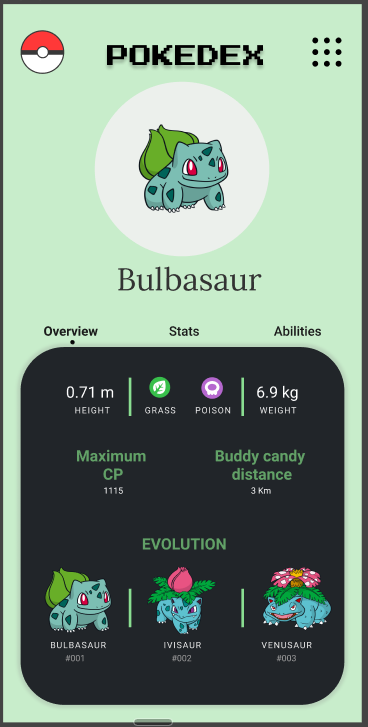 POKEDEX
Bulbasaur
Overview Stats Abilities
0.71 m 6.9 kg
HEIGHT GRASS POISON WEIGHT
Maximum Buddy candy
CP distance
1115 3 Km
EVOLUTION
BULBASAUR IVISAUR VENUSAUR
#001 #002 #003